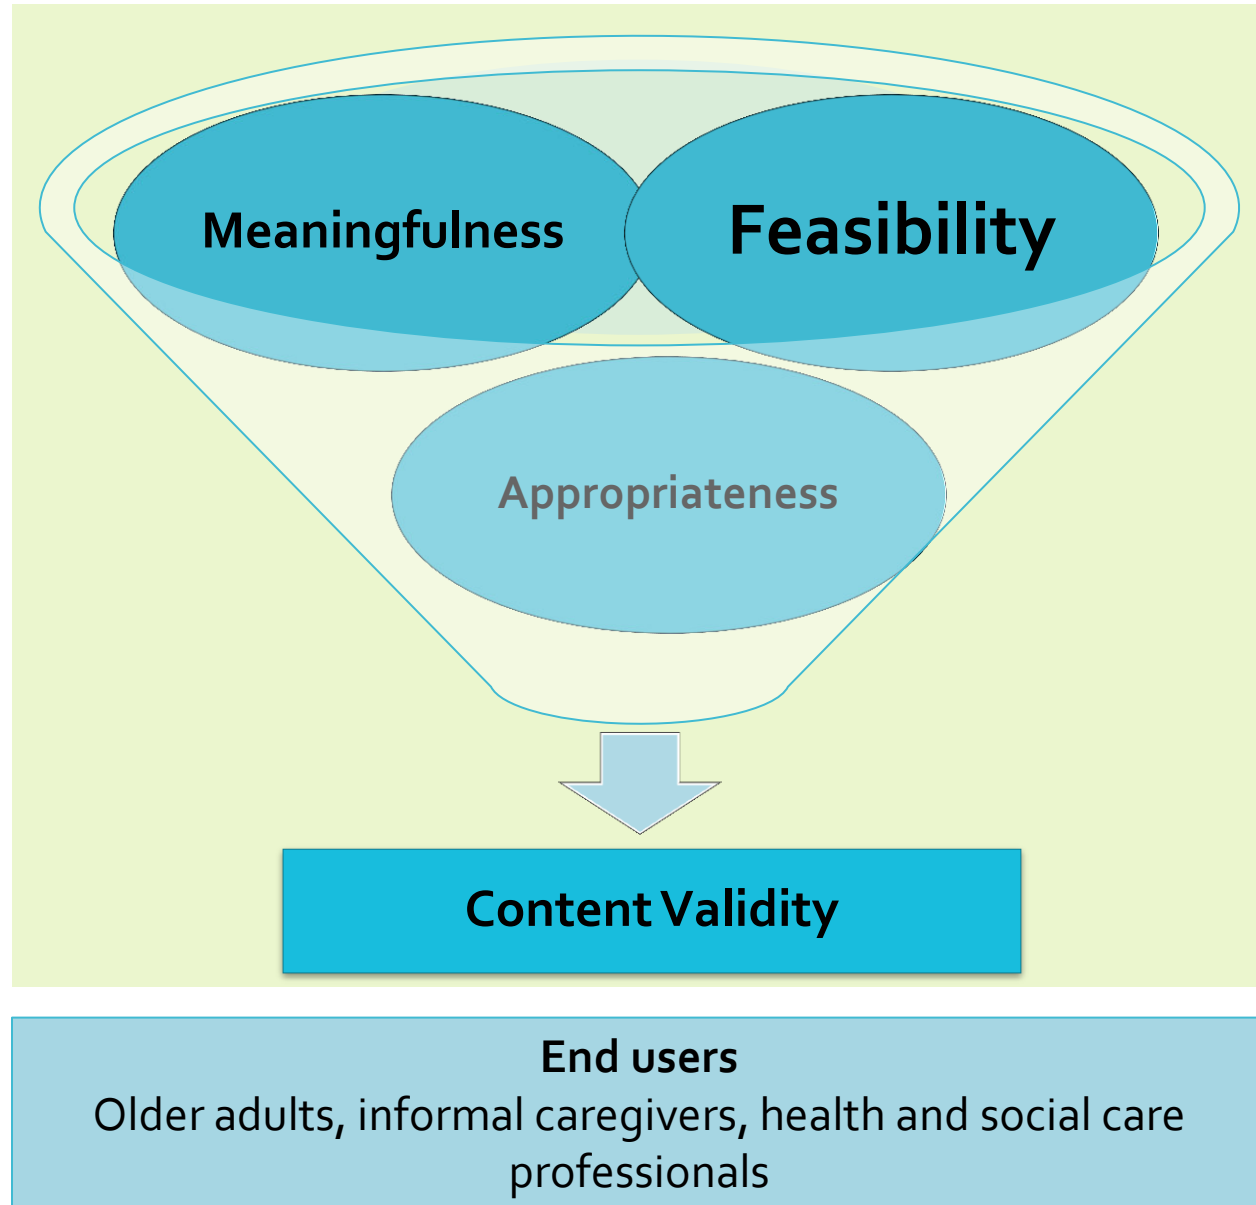 Meaningfulness
Feasibility
Appropriateness
Content Validity
End users
Older adults, informal caregivers, health and social care
professionals